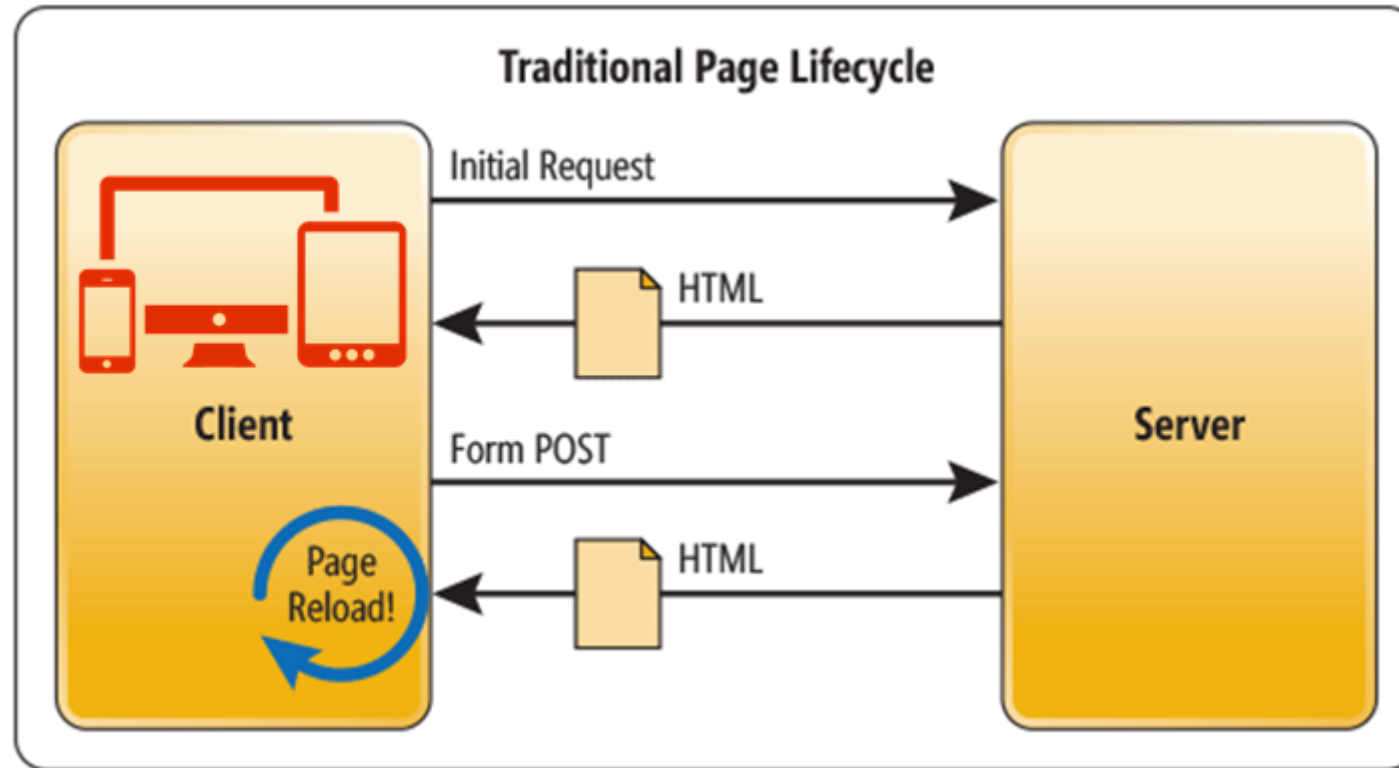 Traditional Page Lifecycle
Initial Request
HTML
Client
Server
Form POST
HTML
Page
Reload!